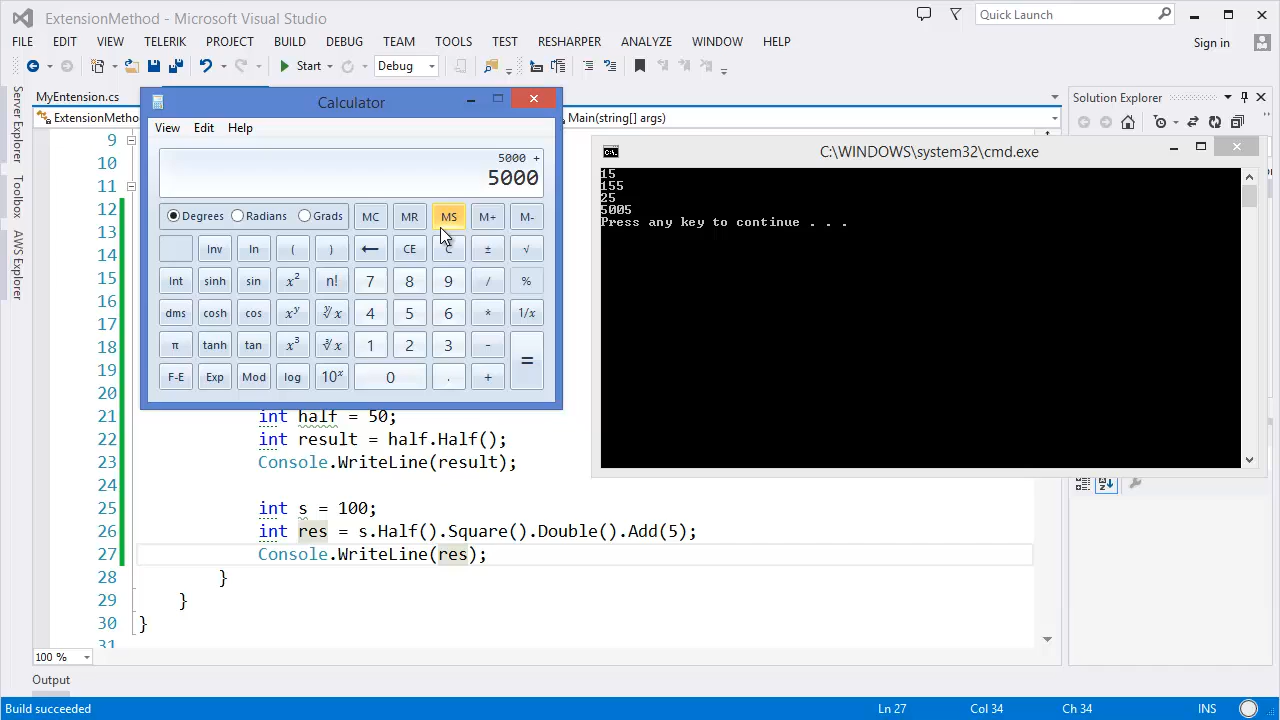 ExtensionMethod - Microsoft Visual Studio
Quick Launch
FILE EDIT VIEW TELERIK PROJECT BUILD DEBUG TEAM TOOLS TEST RESHARPER ANALYZE WINDOW HELP
Sign in
Start
Debug
MyEntension.cs
ExtensionMetho
Main(string[] args)
Solution Explorer
Server Explorer
Toolbox
AWS Explorer
Calculator
View Edit Help
5000 +
5000
Degrees Radians Grads MC MR MS M+ M-
Inv ln ( ) ← CE C ± √
Int sinh sin x² n! 7 8 9 / %
dms cosh cos xʸ ʸ√x 4 5 6 * 1/x
π tanh tan x³ ³√x 1 2 3 - =
F-E Exp Mod log 10ˣ 0 . +
C:\WINDOWS\system32\cmd.exe
C:\.
15
155
25
5005
Press any key to continue . . .
9
10
11
12
13
14
15
16
17
18
19
20
21 int half = 50;
22 int result = half.Half();
23 Console.WriteLine(result);
24
25 int s = 100;
26 int res = s.Half().Square().Double().Add(5);
27 Console.WriteLine(res);
28 }
29 }
30 }
31
100 %
Output
Build succeeded
Ln 27 Col 34 Ch 34 INS